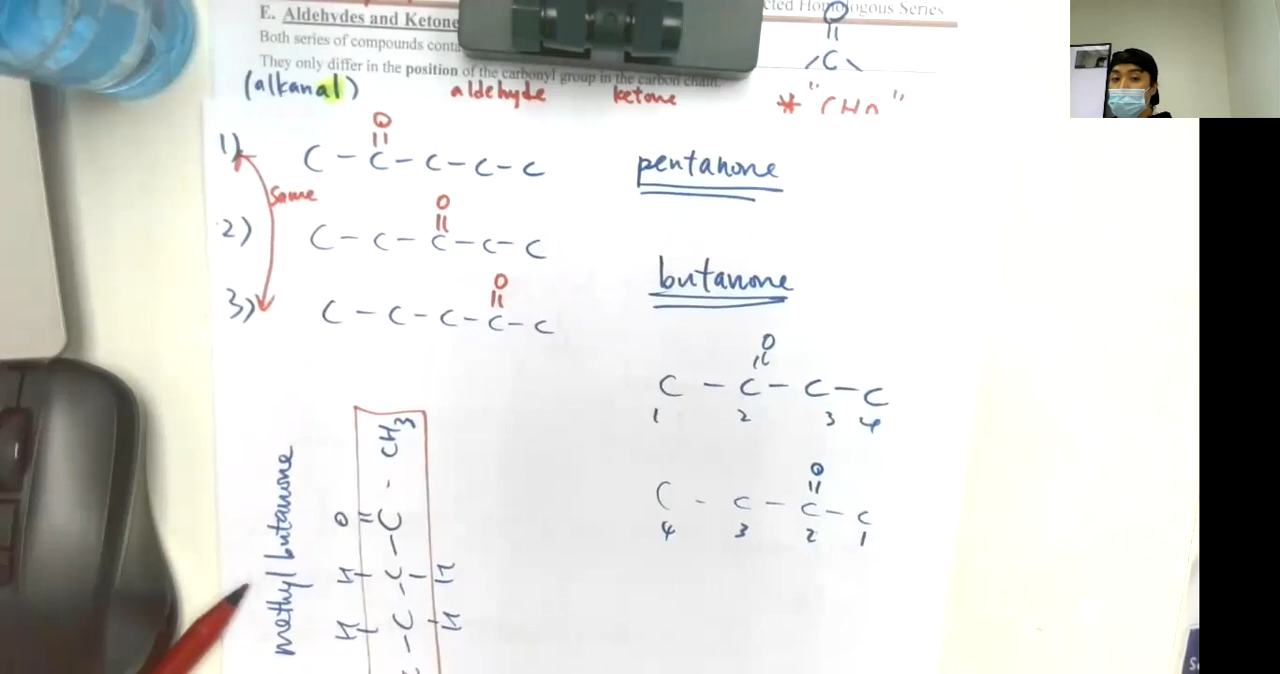 E. Aldehydes and Ketone
Homologous Series
Both series of compounds
They only differ in the position of the carbonyl group in the carbon chain.
O
C
(alkanal)
aldehyde
ketone
*
1)
O
C - C - C - C - C
pentanone
same
2)
O
C - C - C - C - C
butanone
3)
O
C - C - C - C - C
O
C - C - C - C
1 2 3 4
O
C - C - C - C
4 3 2 1
methyl butanone
CH3
-
O = C
-
H - C - H
-
H - C - H
-